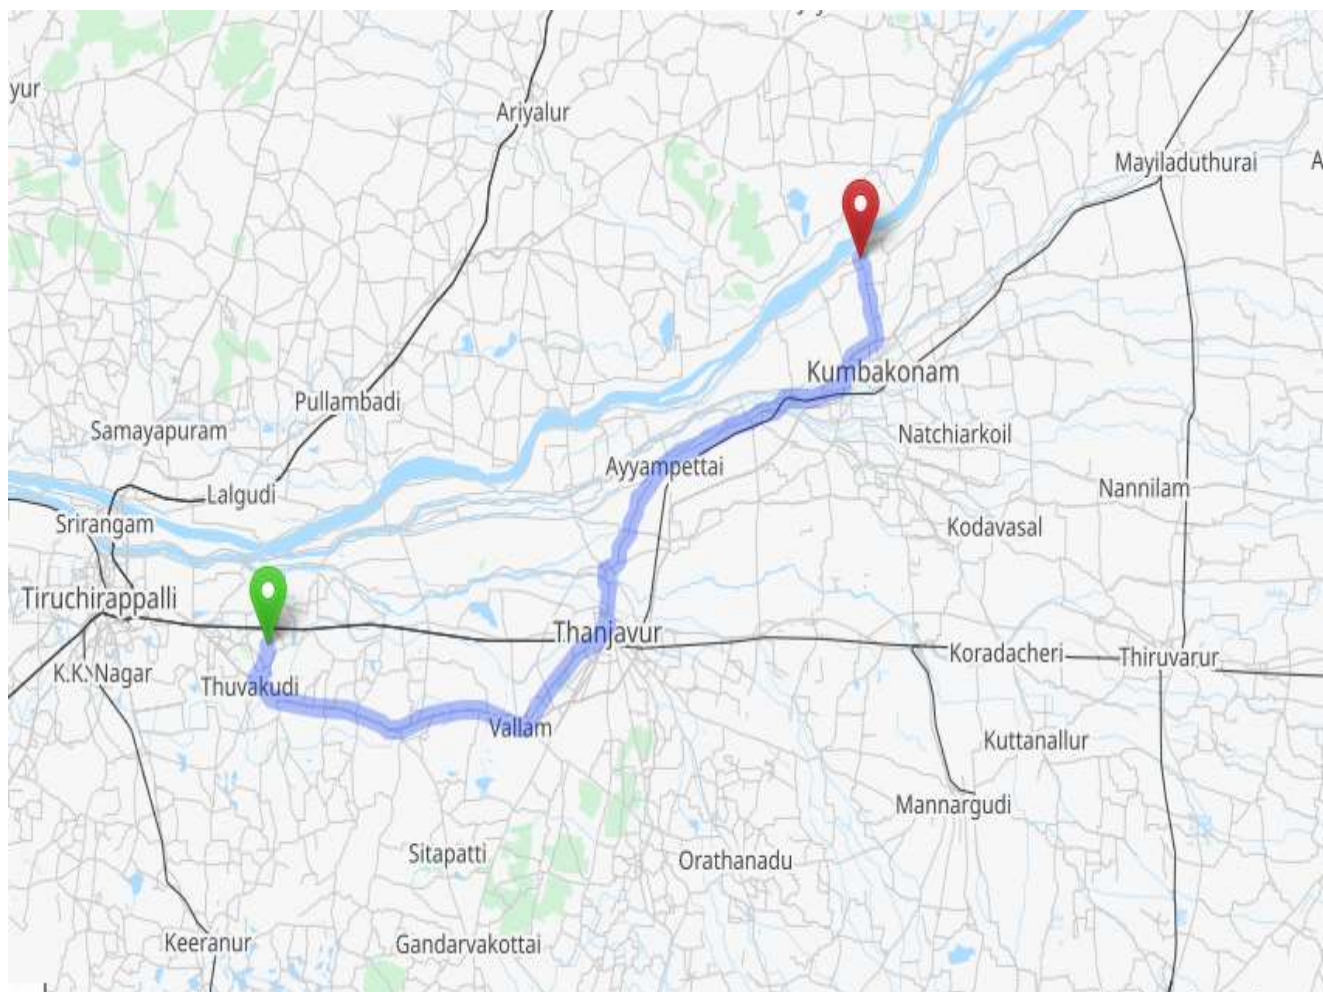 yur
Ariyalur
Mayiladuthurai
A
Kumbakonam
Pullambadi
Samayapuram
Natchiarkoil
Ayyampettai
Lalgudi
Nannilam
Srirangam
Kodavasal
Tiruchirappalli
Thanjavur
Koradacheri
Thiruvarur
K.K. Nagar
Thuvakudi
Vallam
Kuttanallur
Mannargudi
Sitapatti
Orathanadu
Keeranur
Gandarvakottai